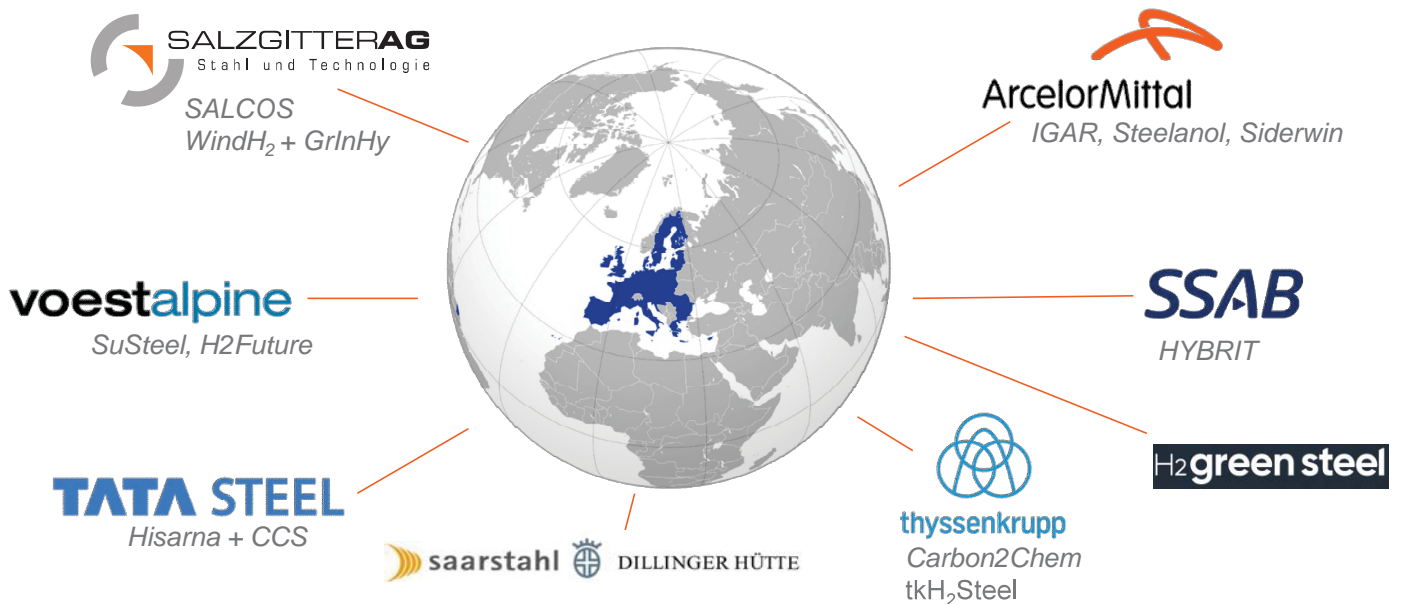 SALZGITTERAG
Stahl und Technologie
SALCOS
WindH₂ + GrInHy
ArcelorMittal
IGAR, Steelanol, Siderwin
voestalpine
SuSteel, H2Future
SSAB
HYBRIT
TATA STEEL
Hisarna + CCS
saarstahl
DILLINGER HÜTTE
thyssenkrupp
Carbon2Chem
tkH₂Steel
H2green steel